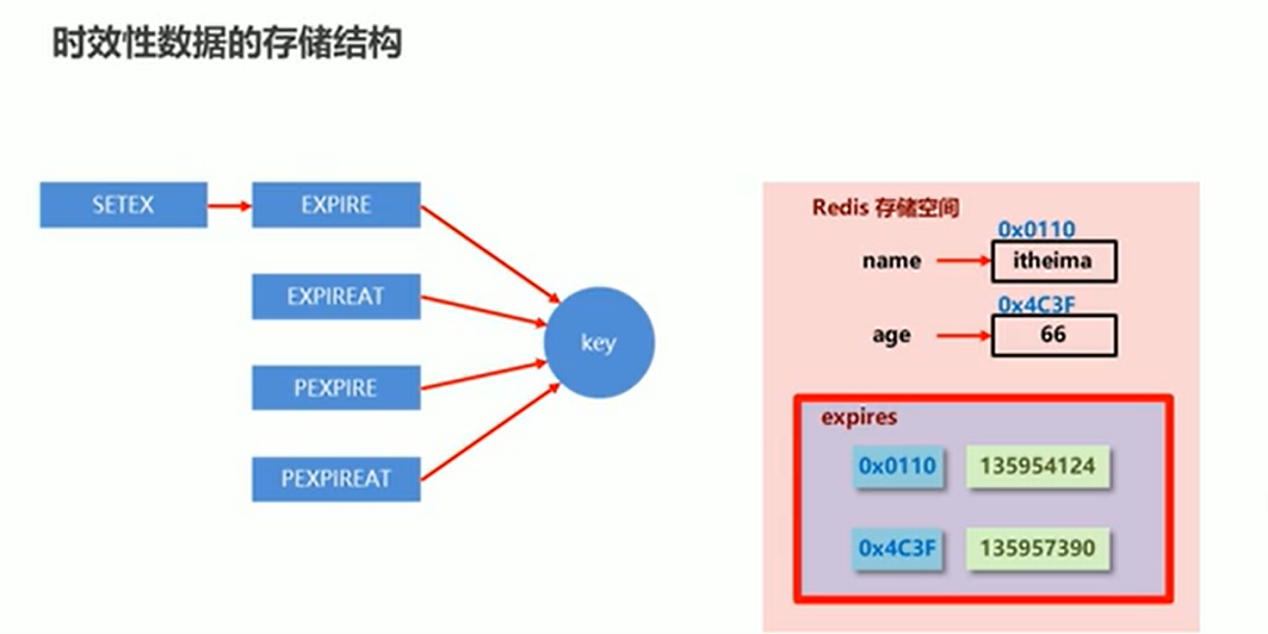 时效性数据的存储结构
SETEX
EXPIRE
EXPIREAT
PEXPIRE
PEXPIREAT
key
Redis 存储空间
0x0110
name
itheima
0x4C3F
age
66
expires
0x0110
135954124
0x4C3F
135957390